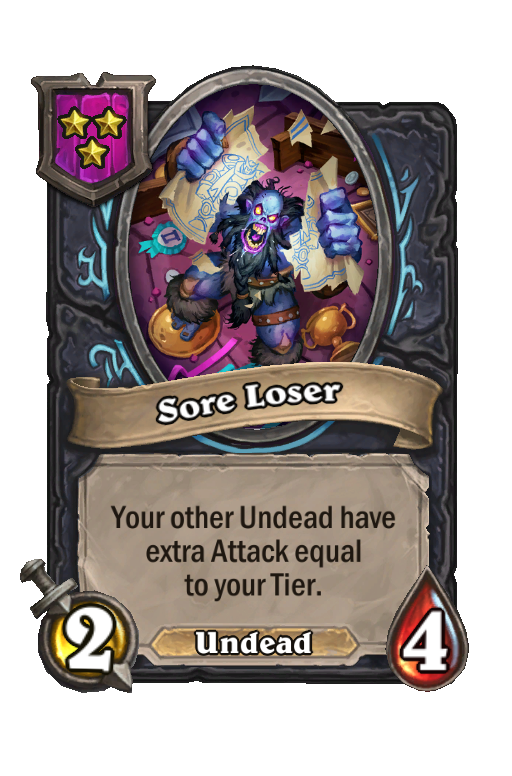 Sore Loser
Your other Undead have
extra Attack equal
to your Tier.
2
Undead
4